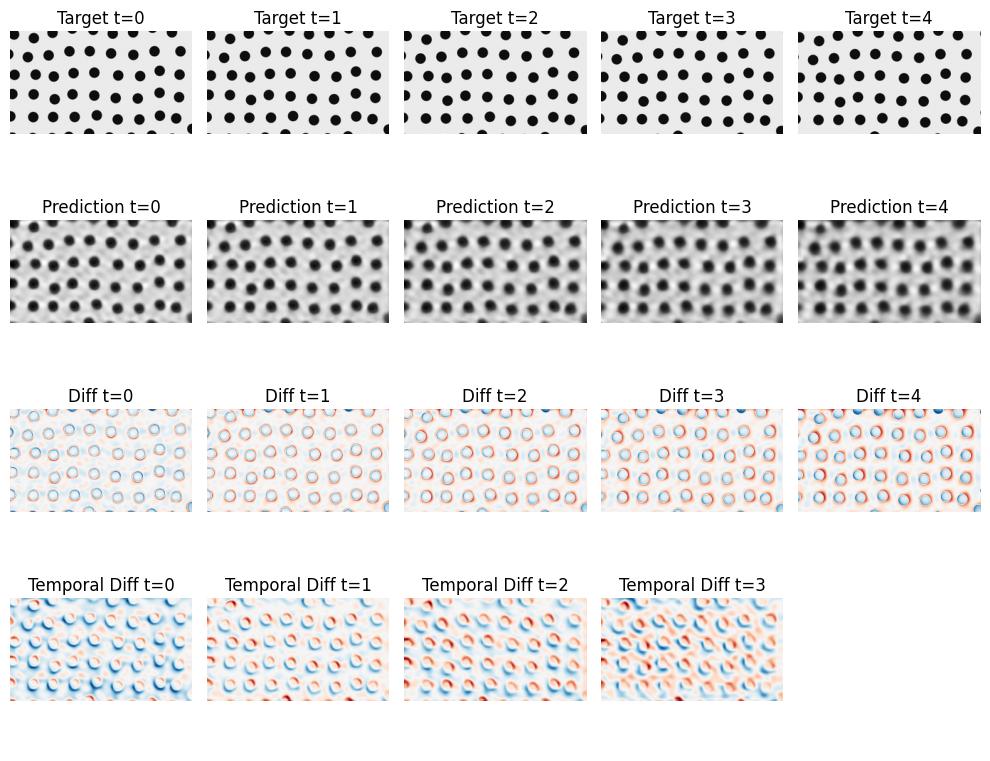 Target t=0 Target t=1 Target t=2 Target t=3 Target t=4
Prediction t=0 Prediction t=1 Prediction t=2 Prediction t=3 Prediction t=4
Diff t=0 Diff t=1 Diff t=2 Diff t=3 Diff t=4
Temporal Diff t=0 Temporal Diff t=1 Temporal Diff t=2 Temporal Diff t=3